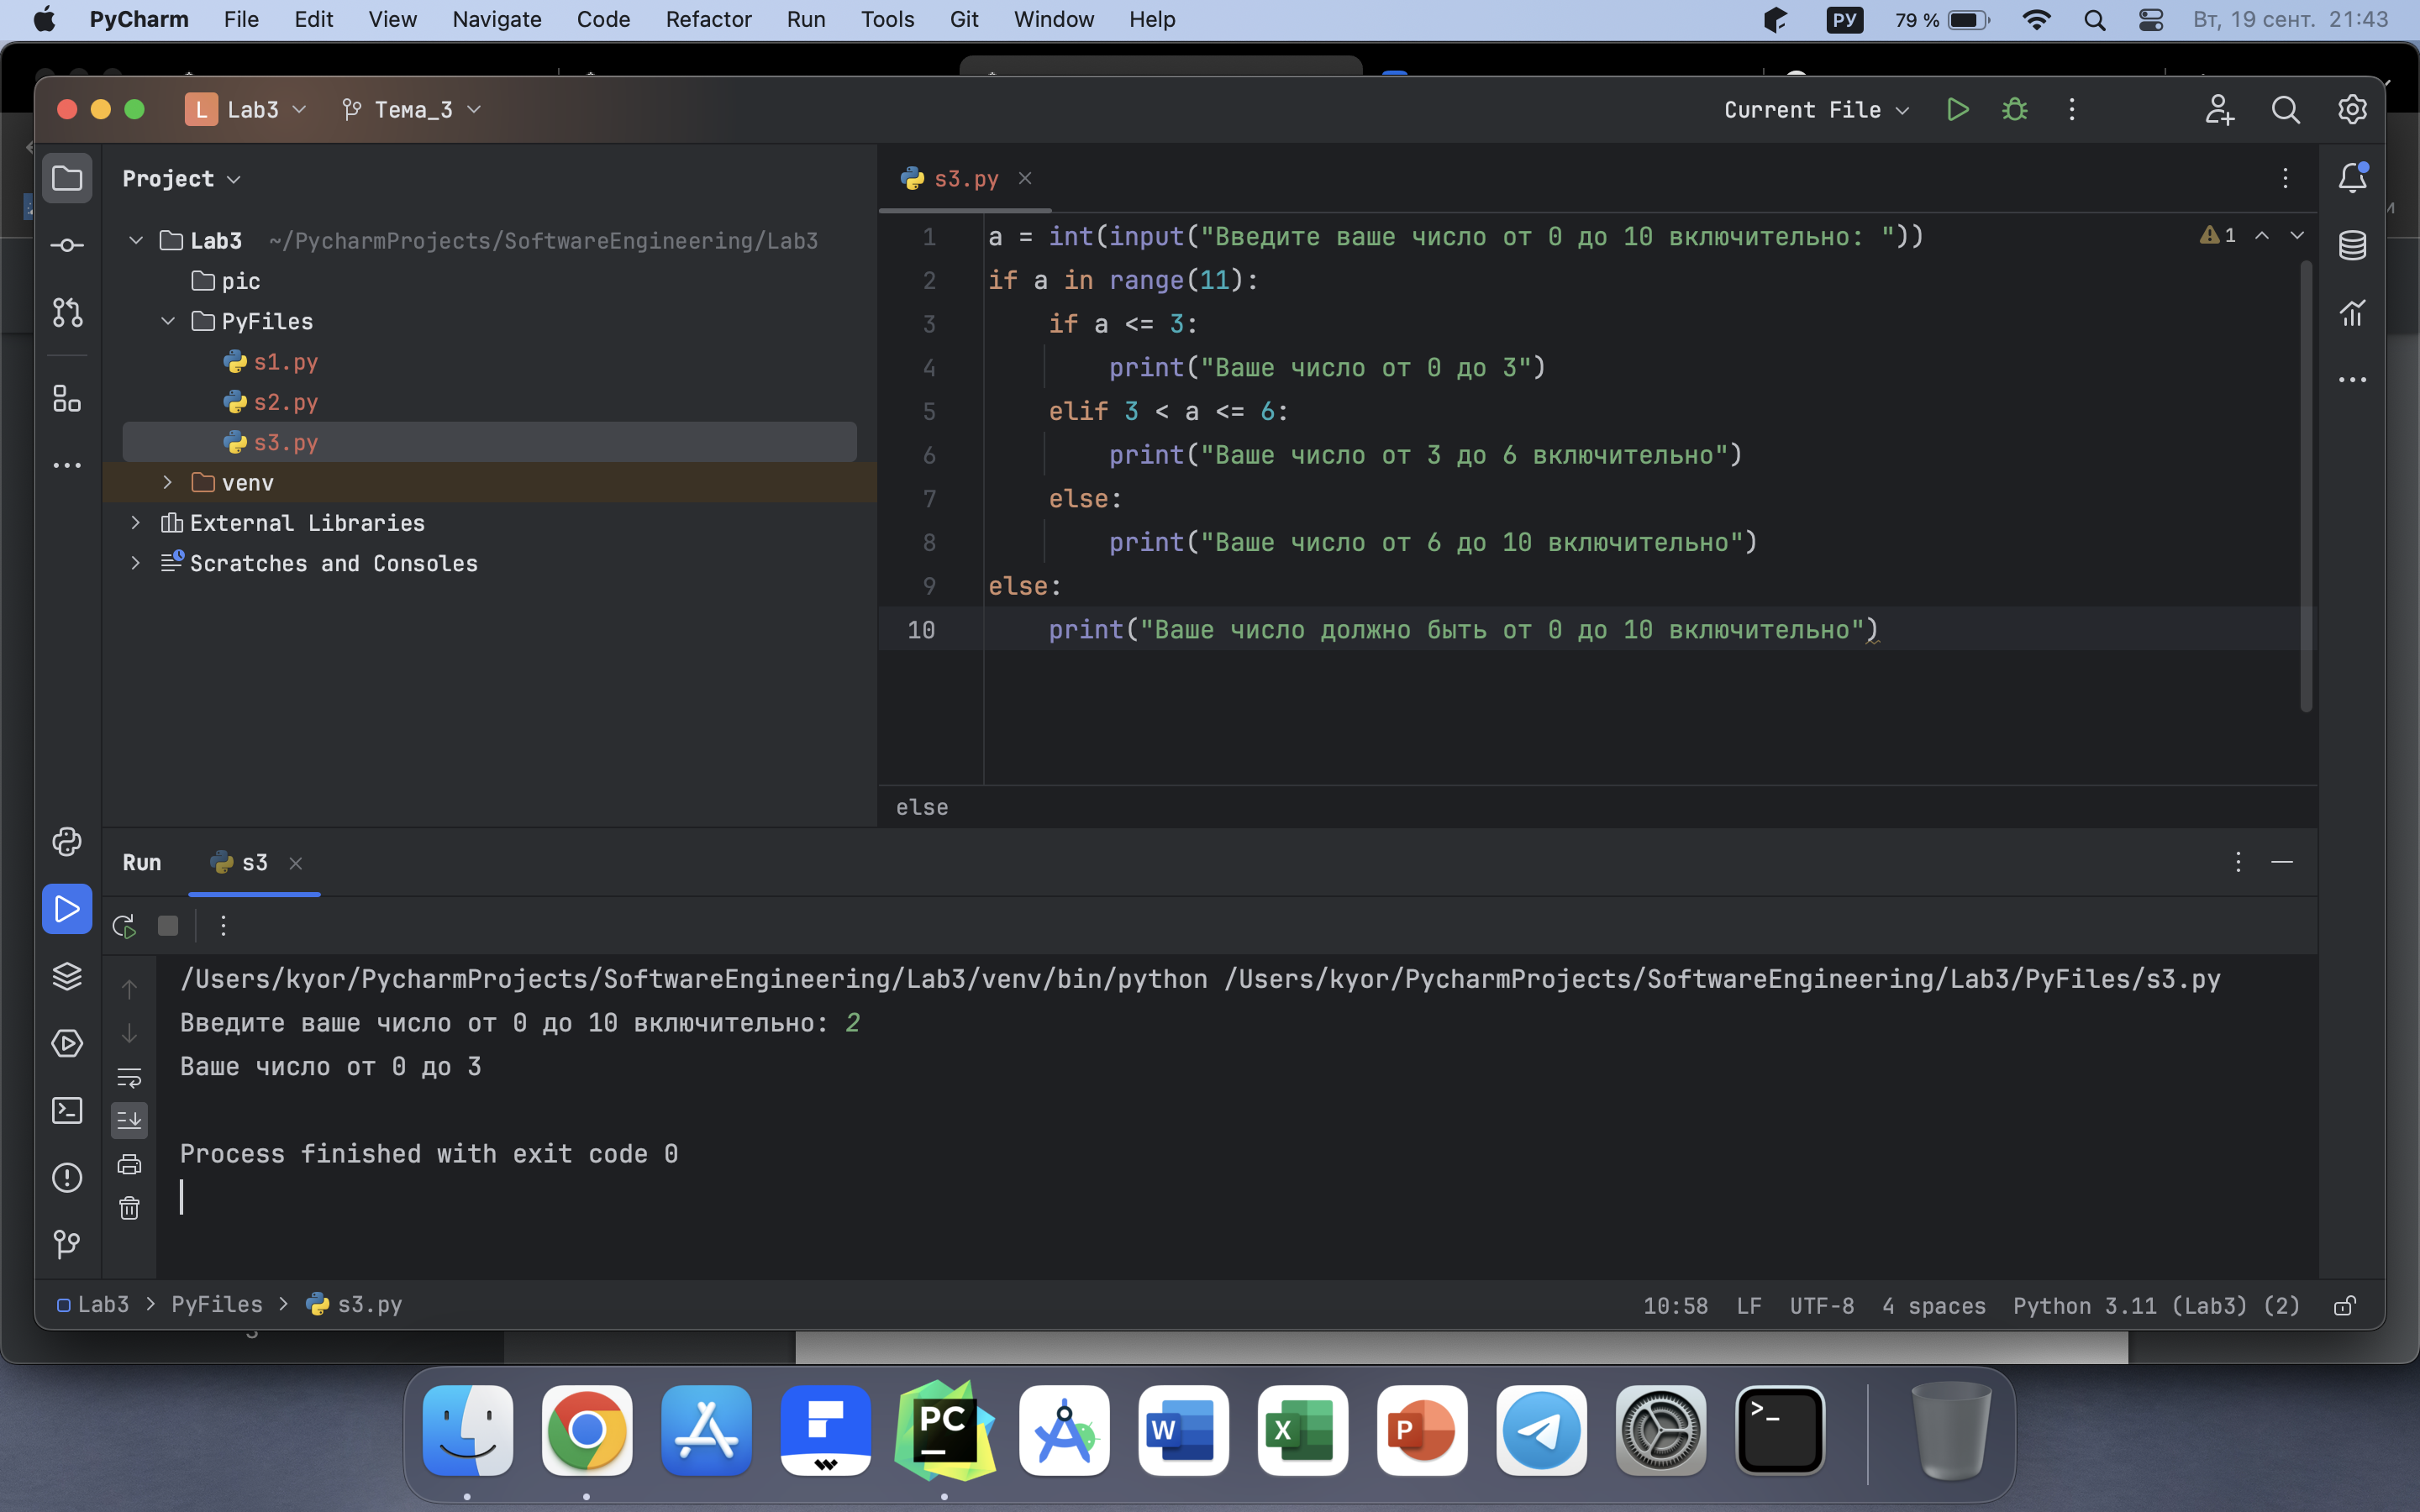 PyCharm File Edit View Navigate Code Refactor Run Tools Git Window Help РУ 79 % Вт, 19 сент. 21:43
L Lab3 Тема_3 Current File
Project
s3.py
Lab3 ~/PycharmProjects/SoftwareEngineering/Lab3
pic
PyFiles
s1.py
s2.py
s3.py
venv
External Libraries
Scratches and Consoles
1 a = int(input("Введите ваше число от 0 до 10 включительно: "))
2 if a in range(11):
3 if a <= 3:
4 print("Ваше число от 0 до 3")
5 elif 3 < a <= 6:
6 print("Ваше число от 3 до 6 включительно")
7 else:
8 print("Ваше число от 6 до 10 включительно")
9 else:
10 print("Ваше число должно быть от 0 до 10 включительно")
1
else
Run s3
/Users/kyor/PycharmProjects/SoftwareEngineering/Lab3/venv/bin/python /Users/kyor/PycharmProjects/SoftwareEngineering/Lab3/PyFiles/s3.py
Введите ваше число от 0 до 10 включительно: 2
Ваше число от 0 до 3
Process finished with exit code 0
Lab3 > PyFiles > s3.py 10:58 LF UTF-8 4 spaces Python 3.11 (Lab3) (2)
PC
W
X
P
>_